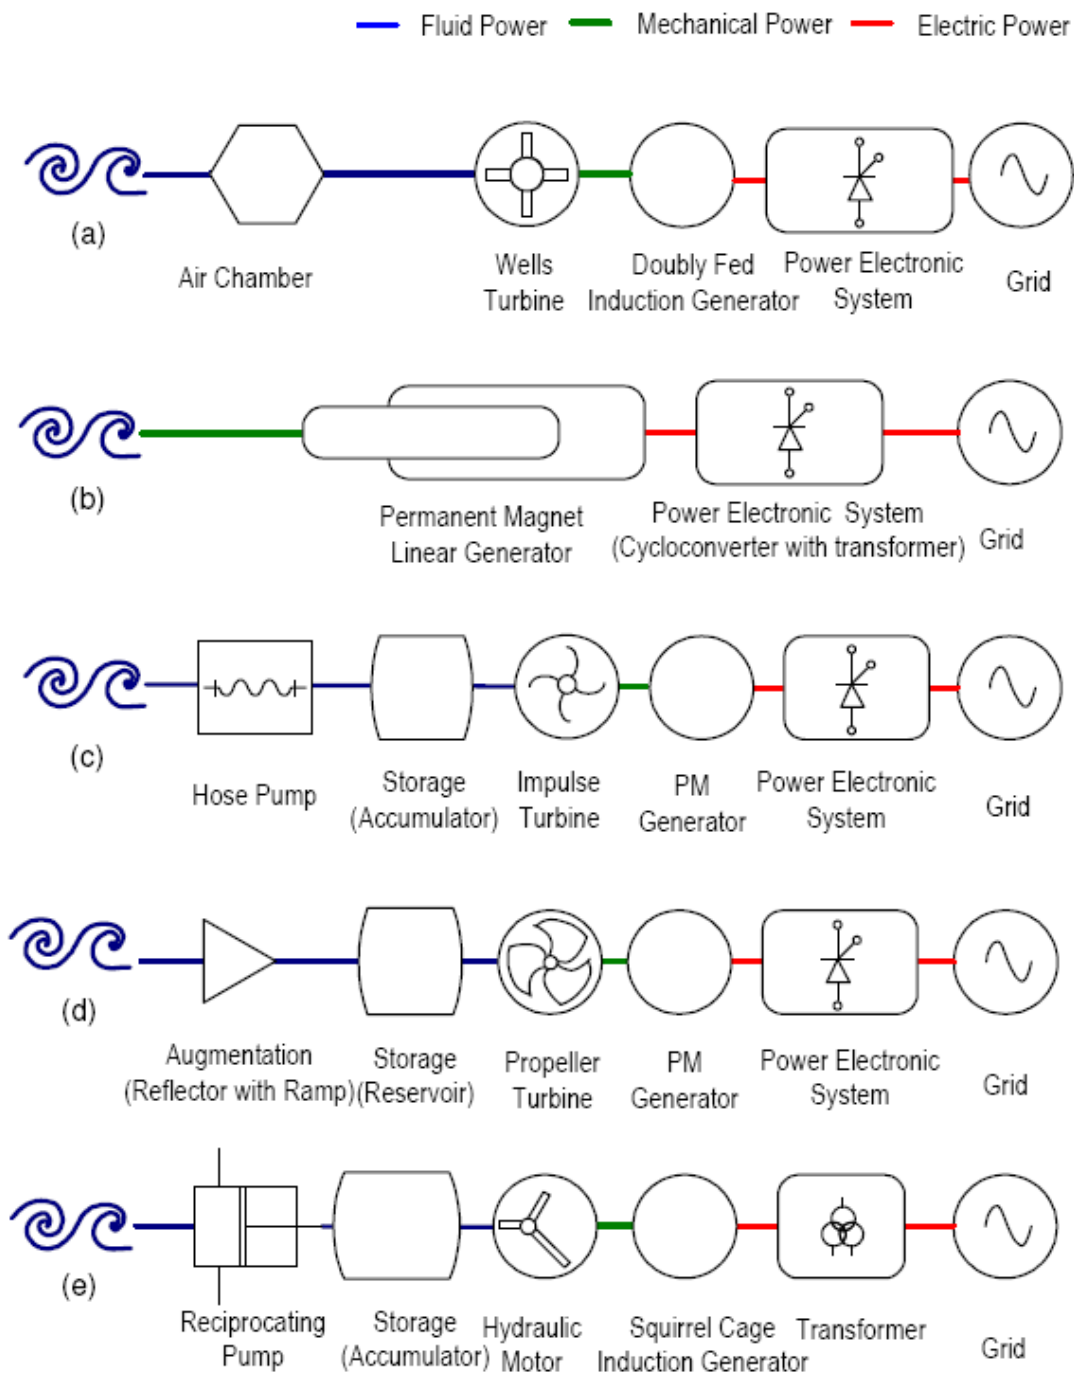 Fluid Power Mechanical Power Electric Power
(a)
Air Chamber
Wells
Turbine
Doubly Fed
Induction Generator
Power Electronic
System
Grid
(b)
Permanent Magnet
Linear Generator
Power Electronic System
(Cycloconverter with transformer)
Grid
(c)
Hose Pump
Storage
(Accumulator)
Impulse
Turbine
PM
Generator
Power Electronic
System
Grid
(d)
Augmentation
(Reflector with Ramp)
Storage
(Reservoir)
Propeller
Turbine
PM
Generator
Power Electronic
System
Grid
(e)
Reciprocating
Pump
Storage
(Accumulator)
Hydraulic
Motor
Squirrel Cage
Induction Generator
Transformer
Grid